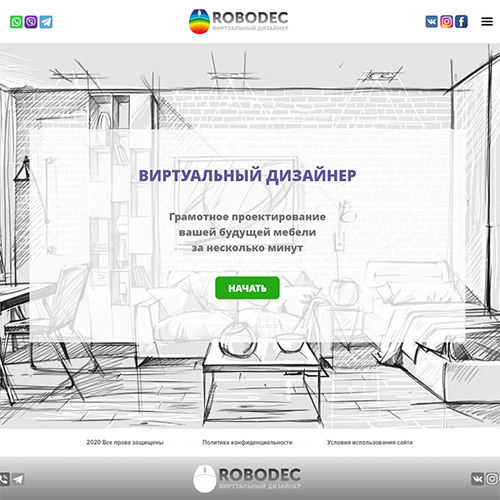 ROBODEC
ВИРТУАЛЬНЫЙ ДИЗАЙНЕР
ВИРТУАЛЬНЫЙ ДИЗАЙНЕР
Грамотное проектирование
вашей будущей мебели
за несколько минут
НАЧАТЬ
2020 Все права защищены
Политика конфиденциальности
Условия использования сайта
ROBODEC
ВИРТУАЛЬНЫЙ ДИЗАЙНЕР